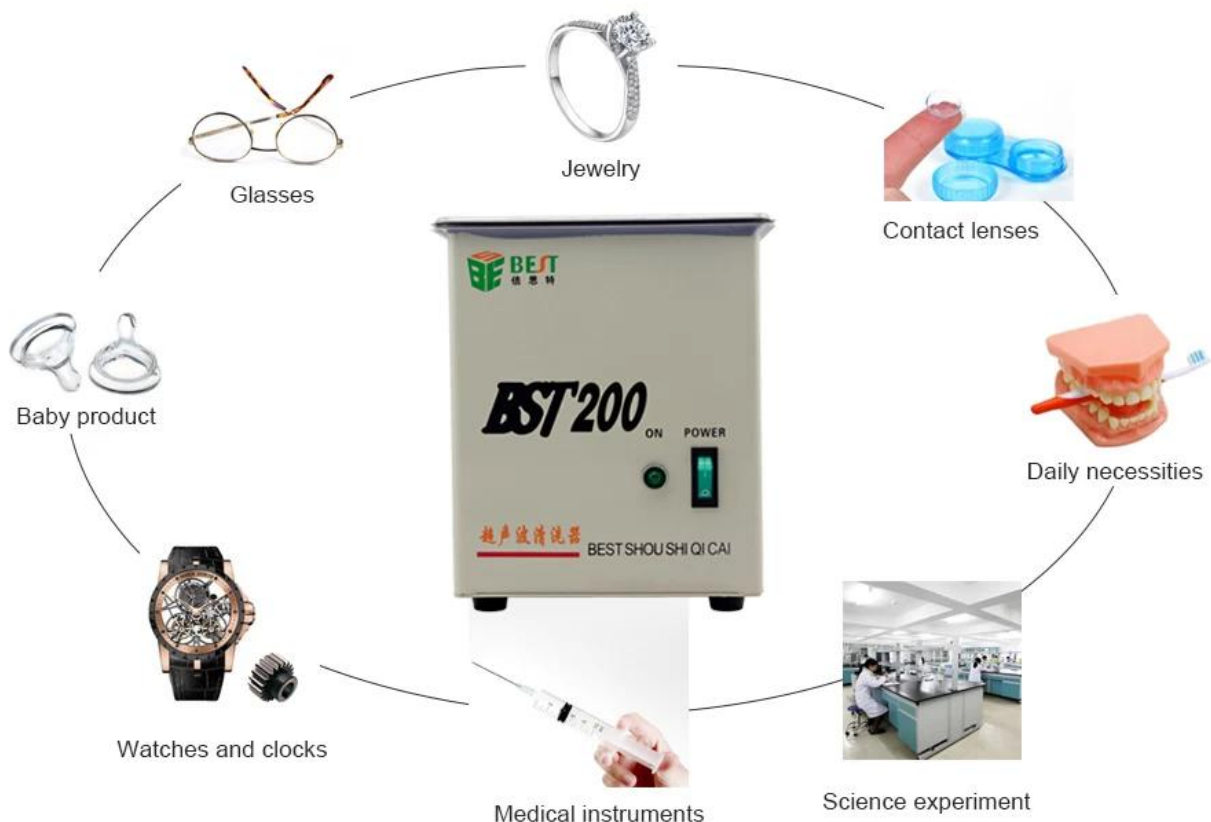 Jewelry
Glasses
Contact lenses
BEST
倍思特
BST200
ON POWER
Baby product
Daily necessities
超声波清洗器
BEST SHOU SHI QI CAI
Watches and clocks
Medical instruments
Science experiment